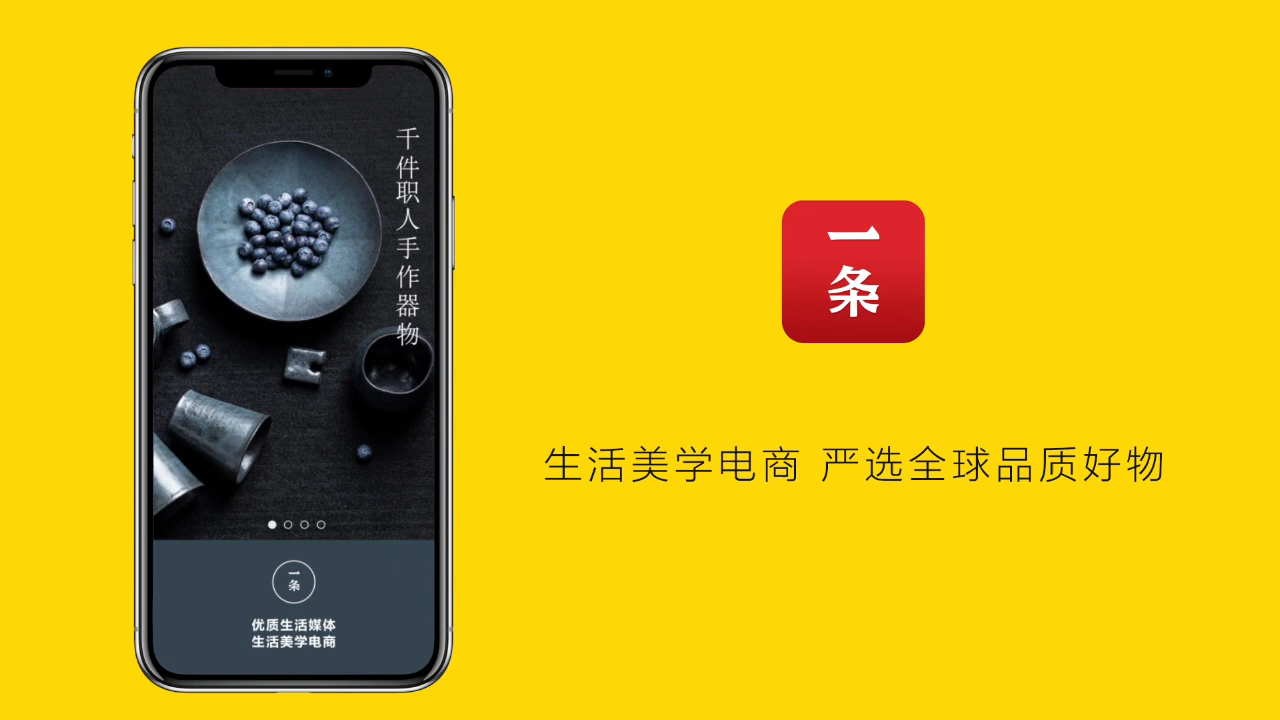 千件职人手作器物
一条
优质生活媒体
生活美学电商
一条
生活美学电商 严选全球品质好物